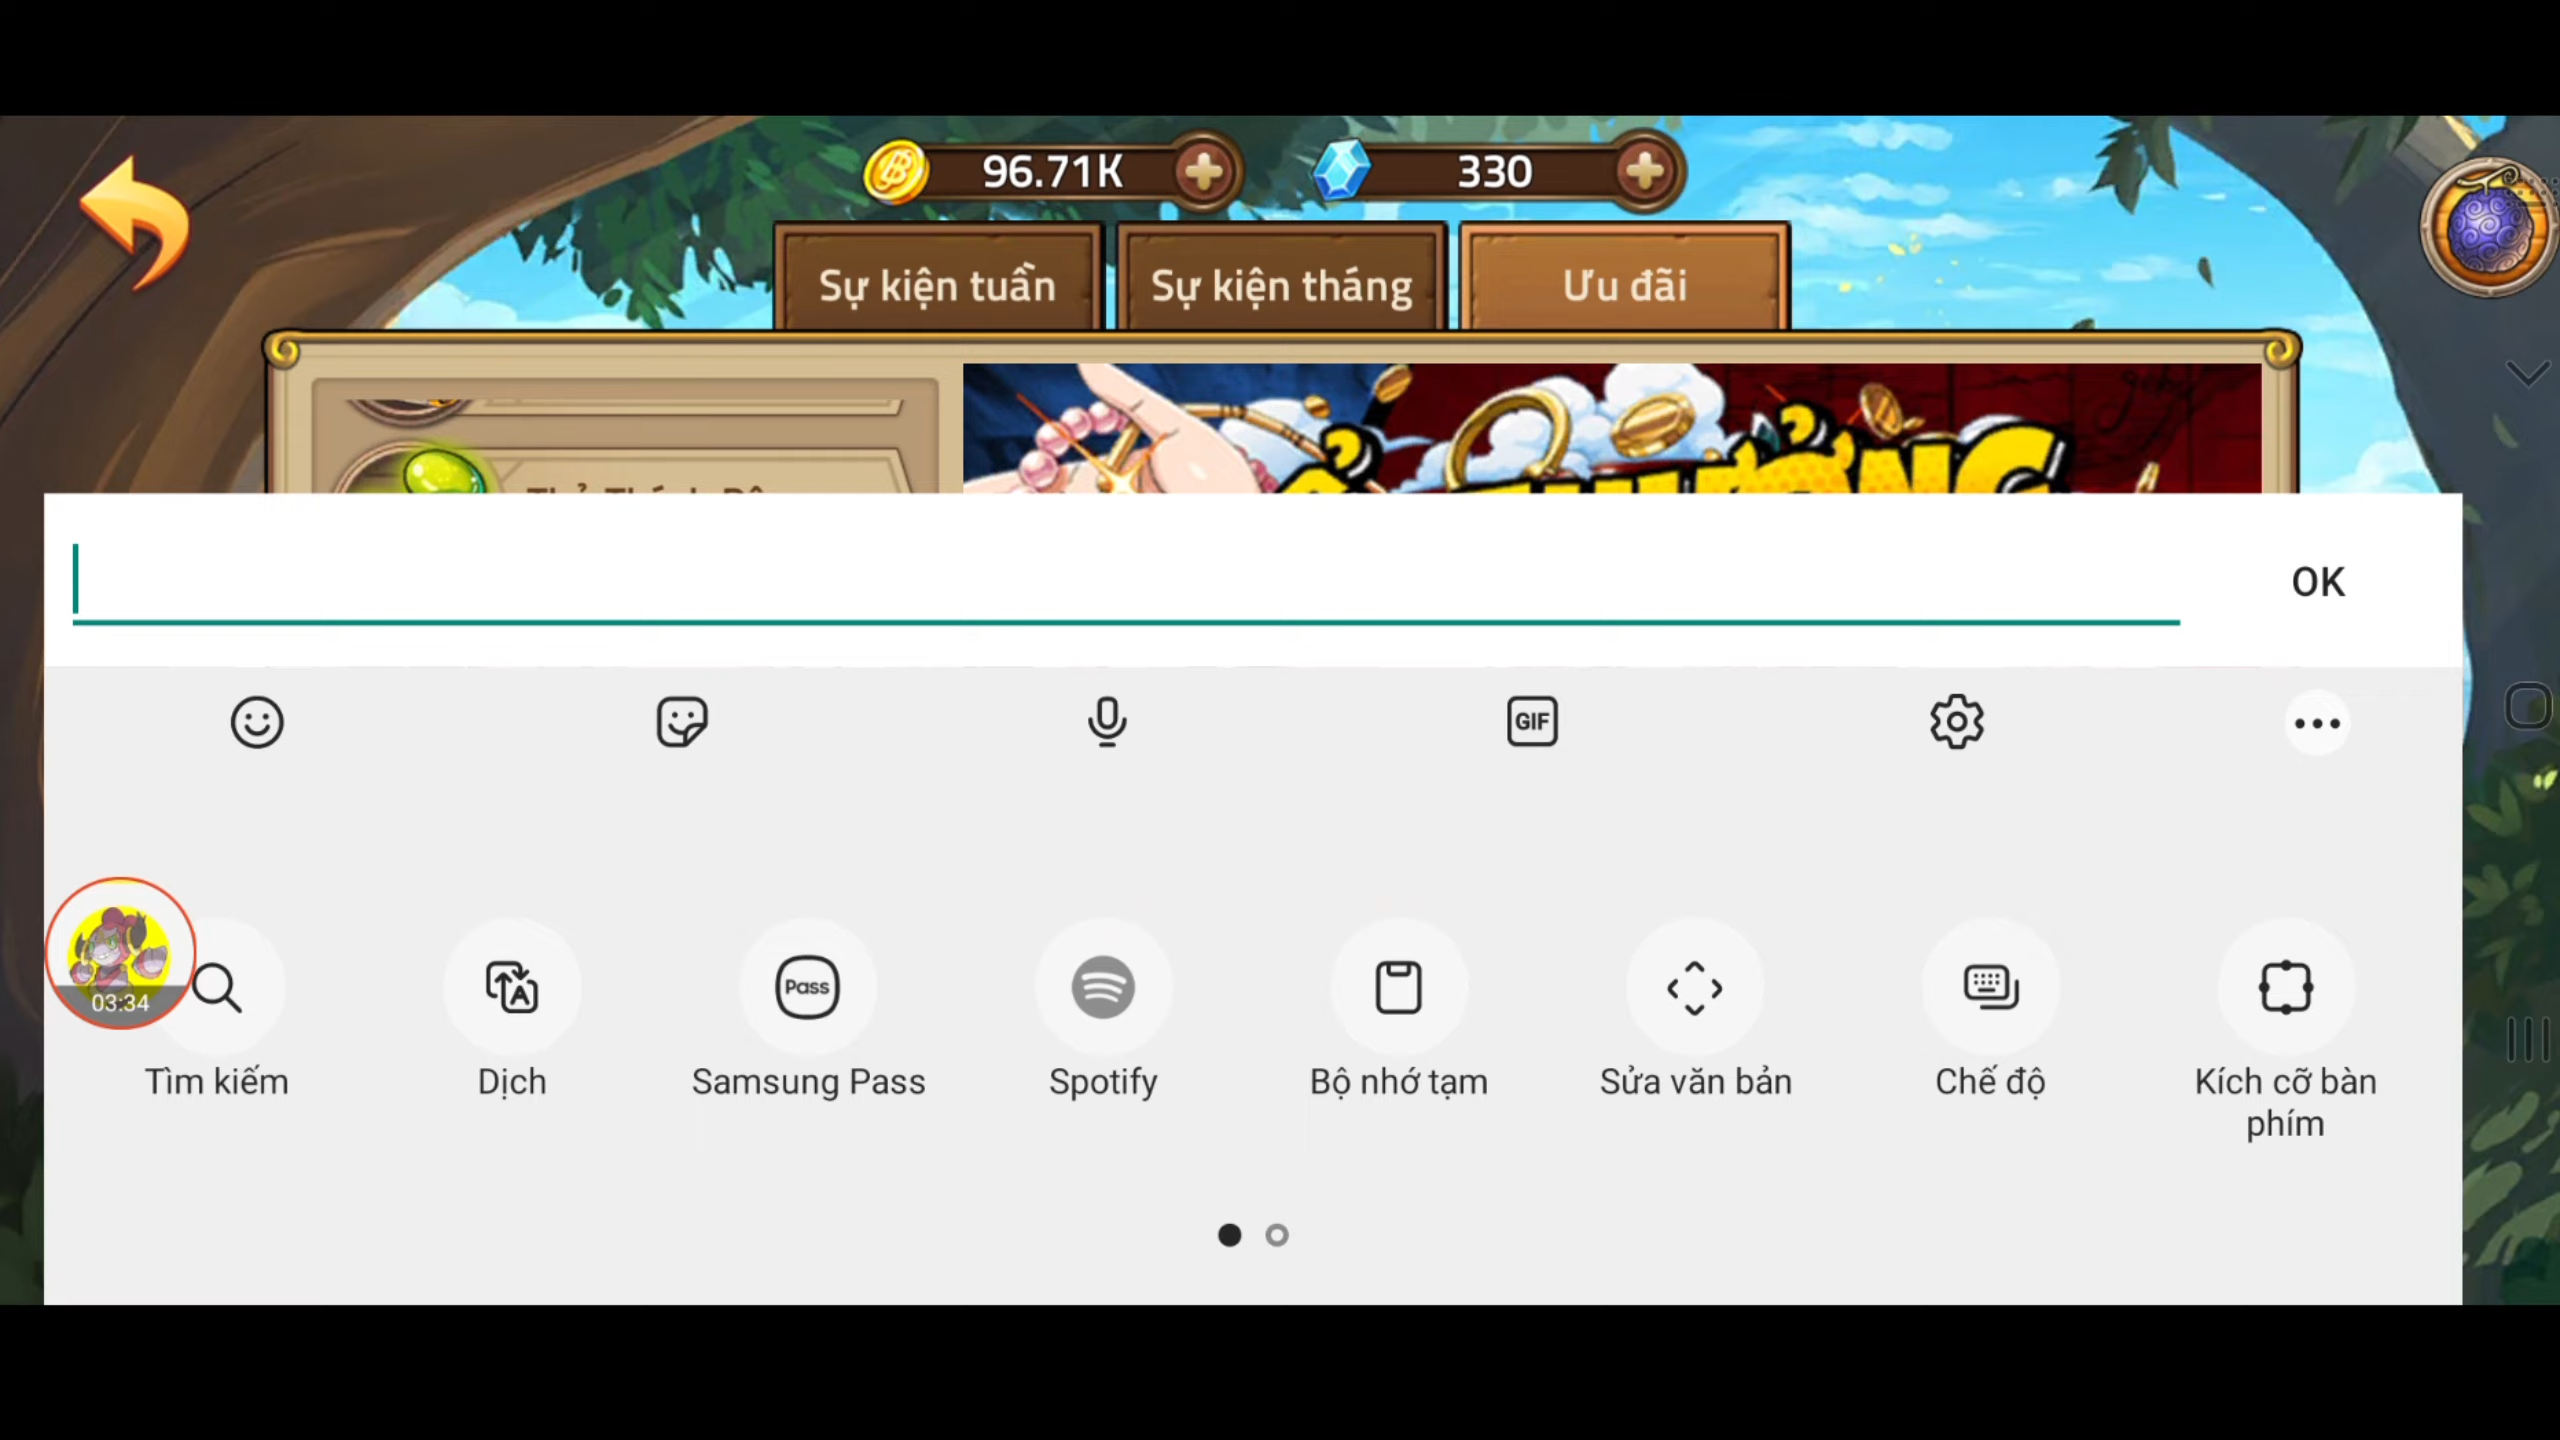 96.71K
330
Sự kiện tuần
Sự kiện tháng
Ưu đãi
OK
GIF
Pass
03:34
Tìm kiếm
Dịch
Samsung Pass
Spotify
Bộ nhớ tạm
Sửa văn bản
Chế độ
Kích cỡ bàn
phím